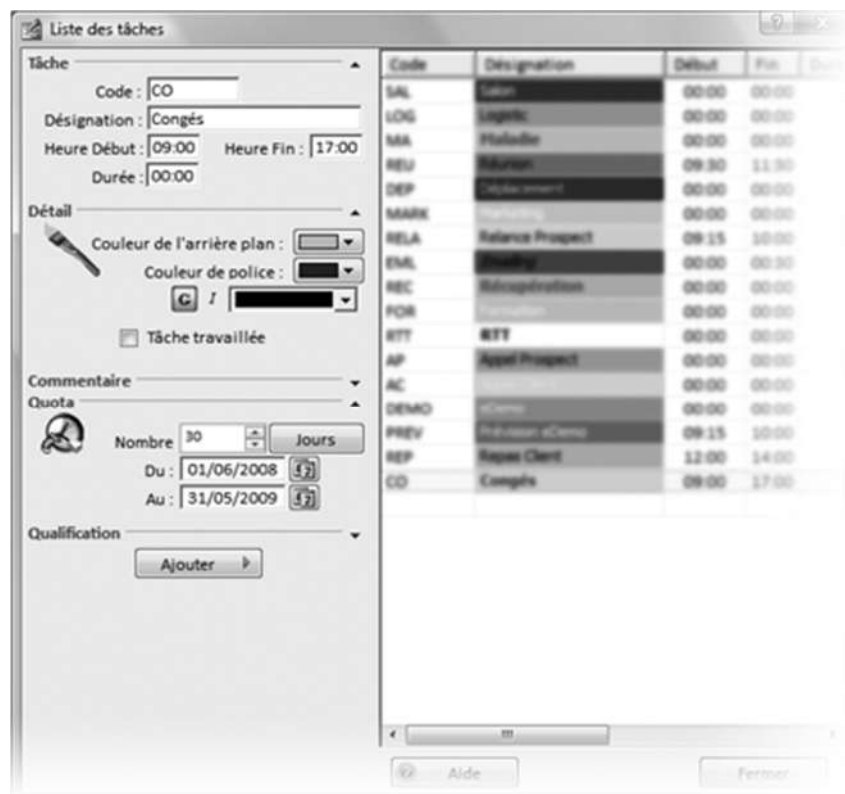 Liste des tâches
Tâche
Code : CO
Désignation : Congés
Heure Début : 09:00 Heure Fin : 17:00
Durée : 00:00
Détail
Couleur de l'arrière plan :
Couleur de police :
G I
Tâche travaillée
Commentaire
Quota
Nombre 30 Jours
Du : 01/06/2008
Au : 31/05/2009
Qualification
Ajouter
Code Désignation Début Fin
SAL Salon 00:00 00:00
LOG Logistic 00:00 00:00
MA Maladie 00:00 00:00
REU Réunion 09:30 11:30
DEP Déplacement 00:00 00:00
MARK Marketing 00:00 00:00
RELA Relance Prospect 09:15 10:00
EML Emailing 00:00 00:30
REC Récupération 00:00 00:00
FOR Formation 00:00 00:00
RTT RTT 00:00 00:00
AP Appel Prospect 00:00 00:00
AC 00:00 00:00
DEMO eDemo 00:00 00:00
PREV Prévision eDemo 09:15 10:00
REP Repas Client 12:00 14:00
CO Congés 09:00 17:00
Aide Fermer